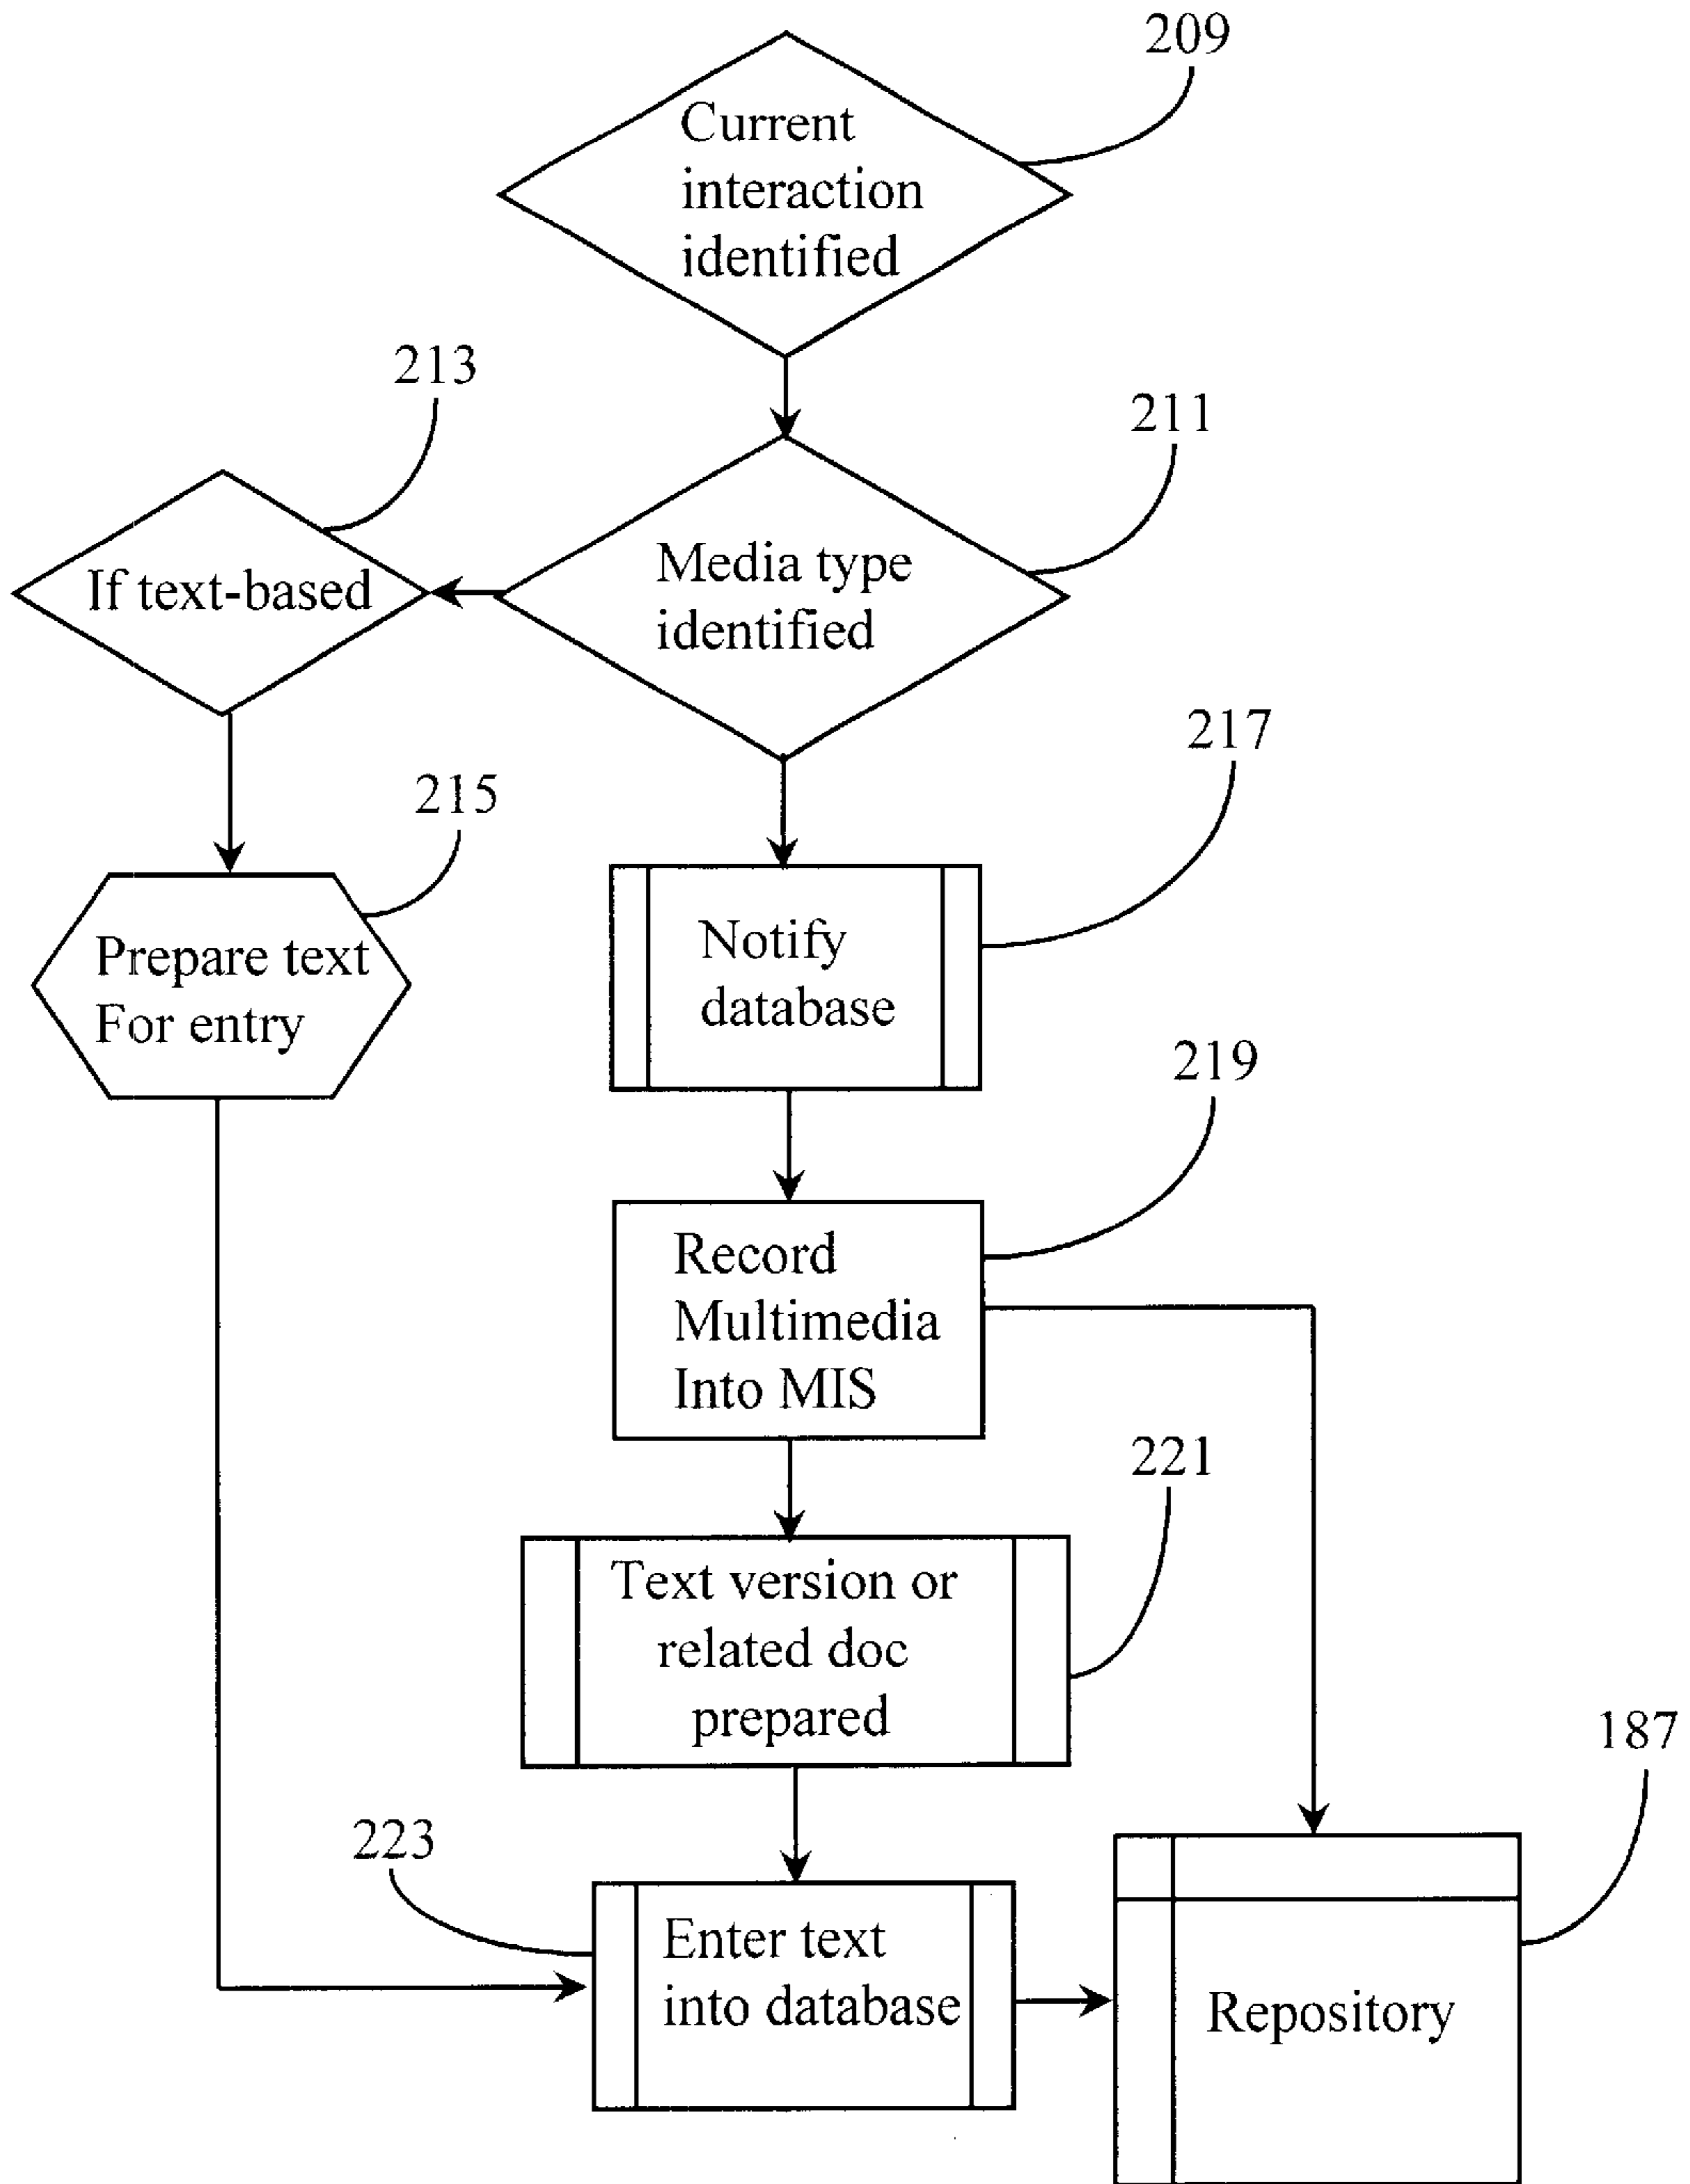 209
Current
interaction
identified
213
211
If text-based
Media type
identified
217
215
Prepare text
For entry
Notify
database
219
Record
Multimedia
Into MIS
221
Text version or
related doc
prepared
187
223
Enter text
into database
Repository